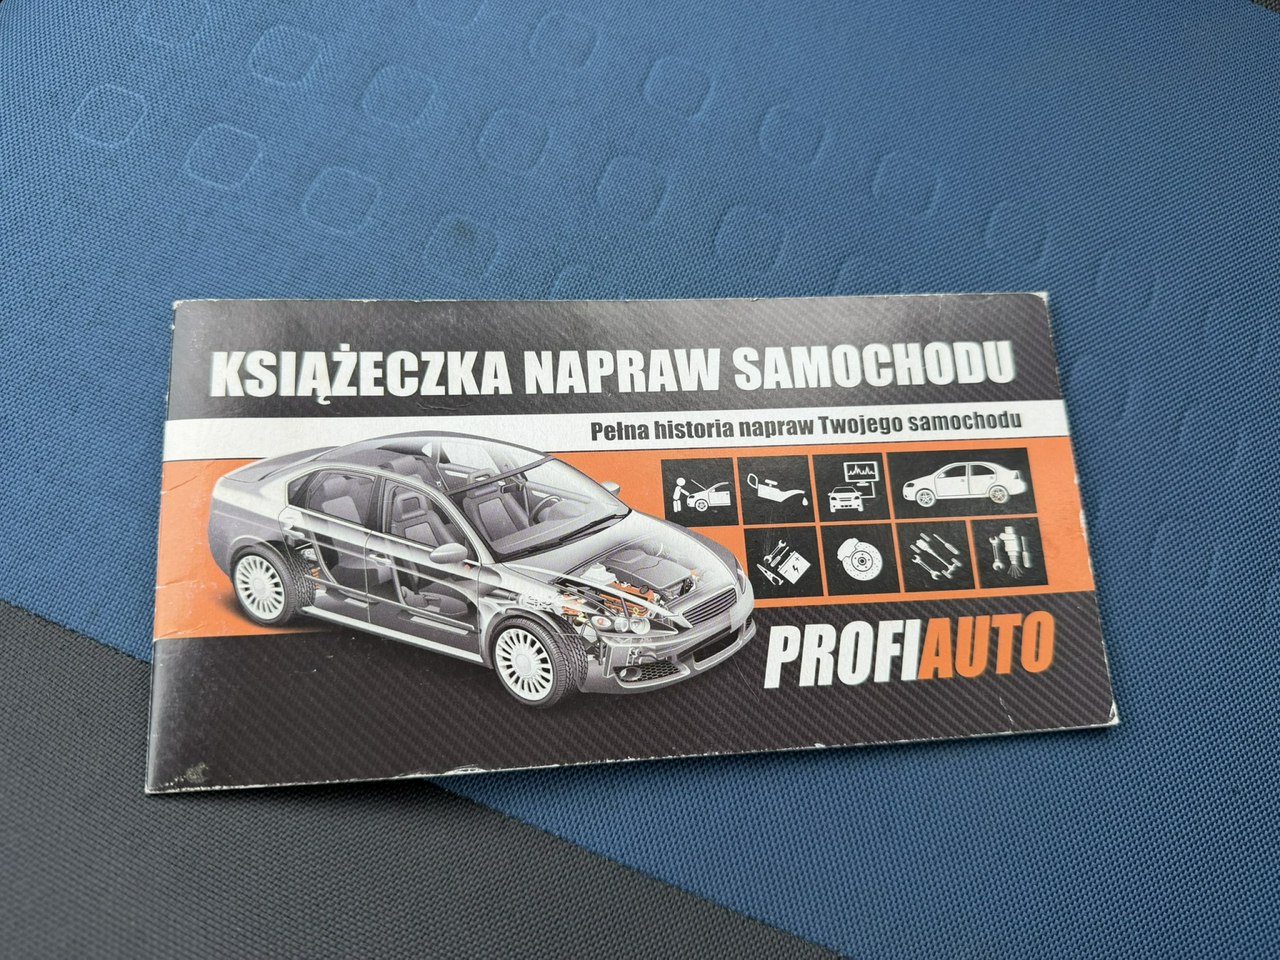 KSIĄŻECZKA NAPRAW SAMOCHODU
Pełna historia napraw Twojego samochodu
PROFIAUTO